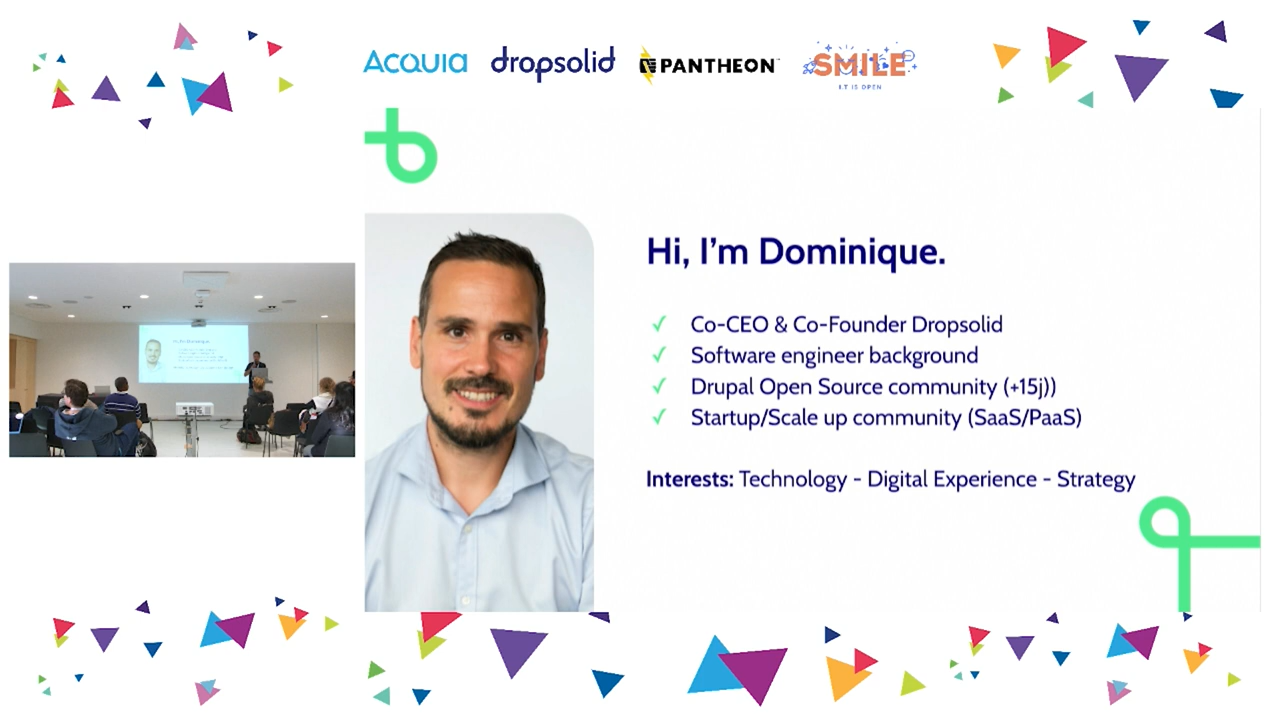 ACQUIA
dropsolid
PANTHEON
SMILE
I.T IS OPEN
Hi, I'm Dominique.
✓ Co-CEO & Co-Founder Dropsolid
✓ Software engineer background
✓ Drupal Open Source community (+15j))
✓ Startup/Scale up community (SaaS/PaaS)
Interests: Technology - Digital Experience - Strategy